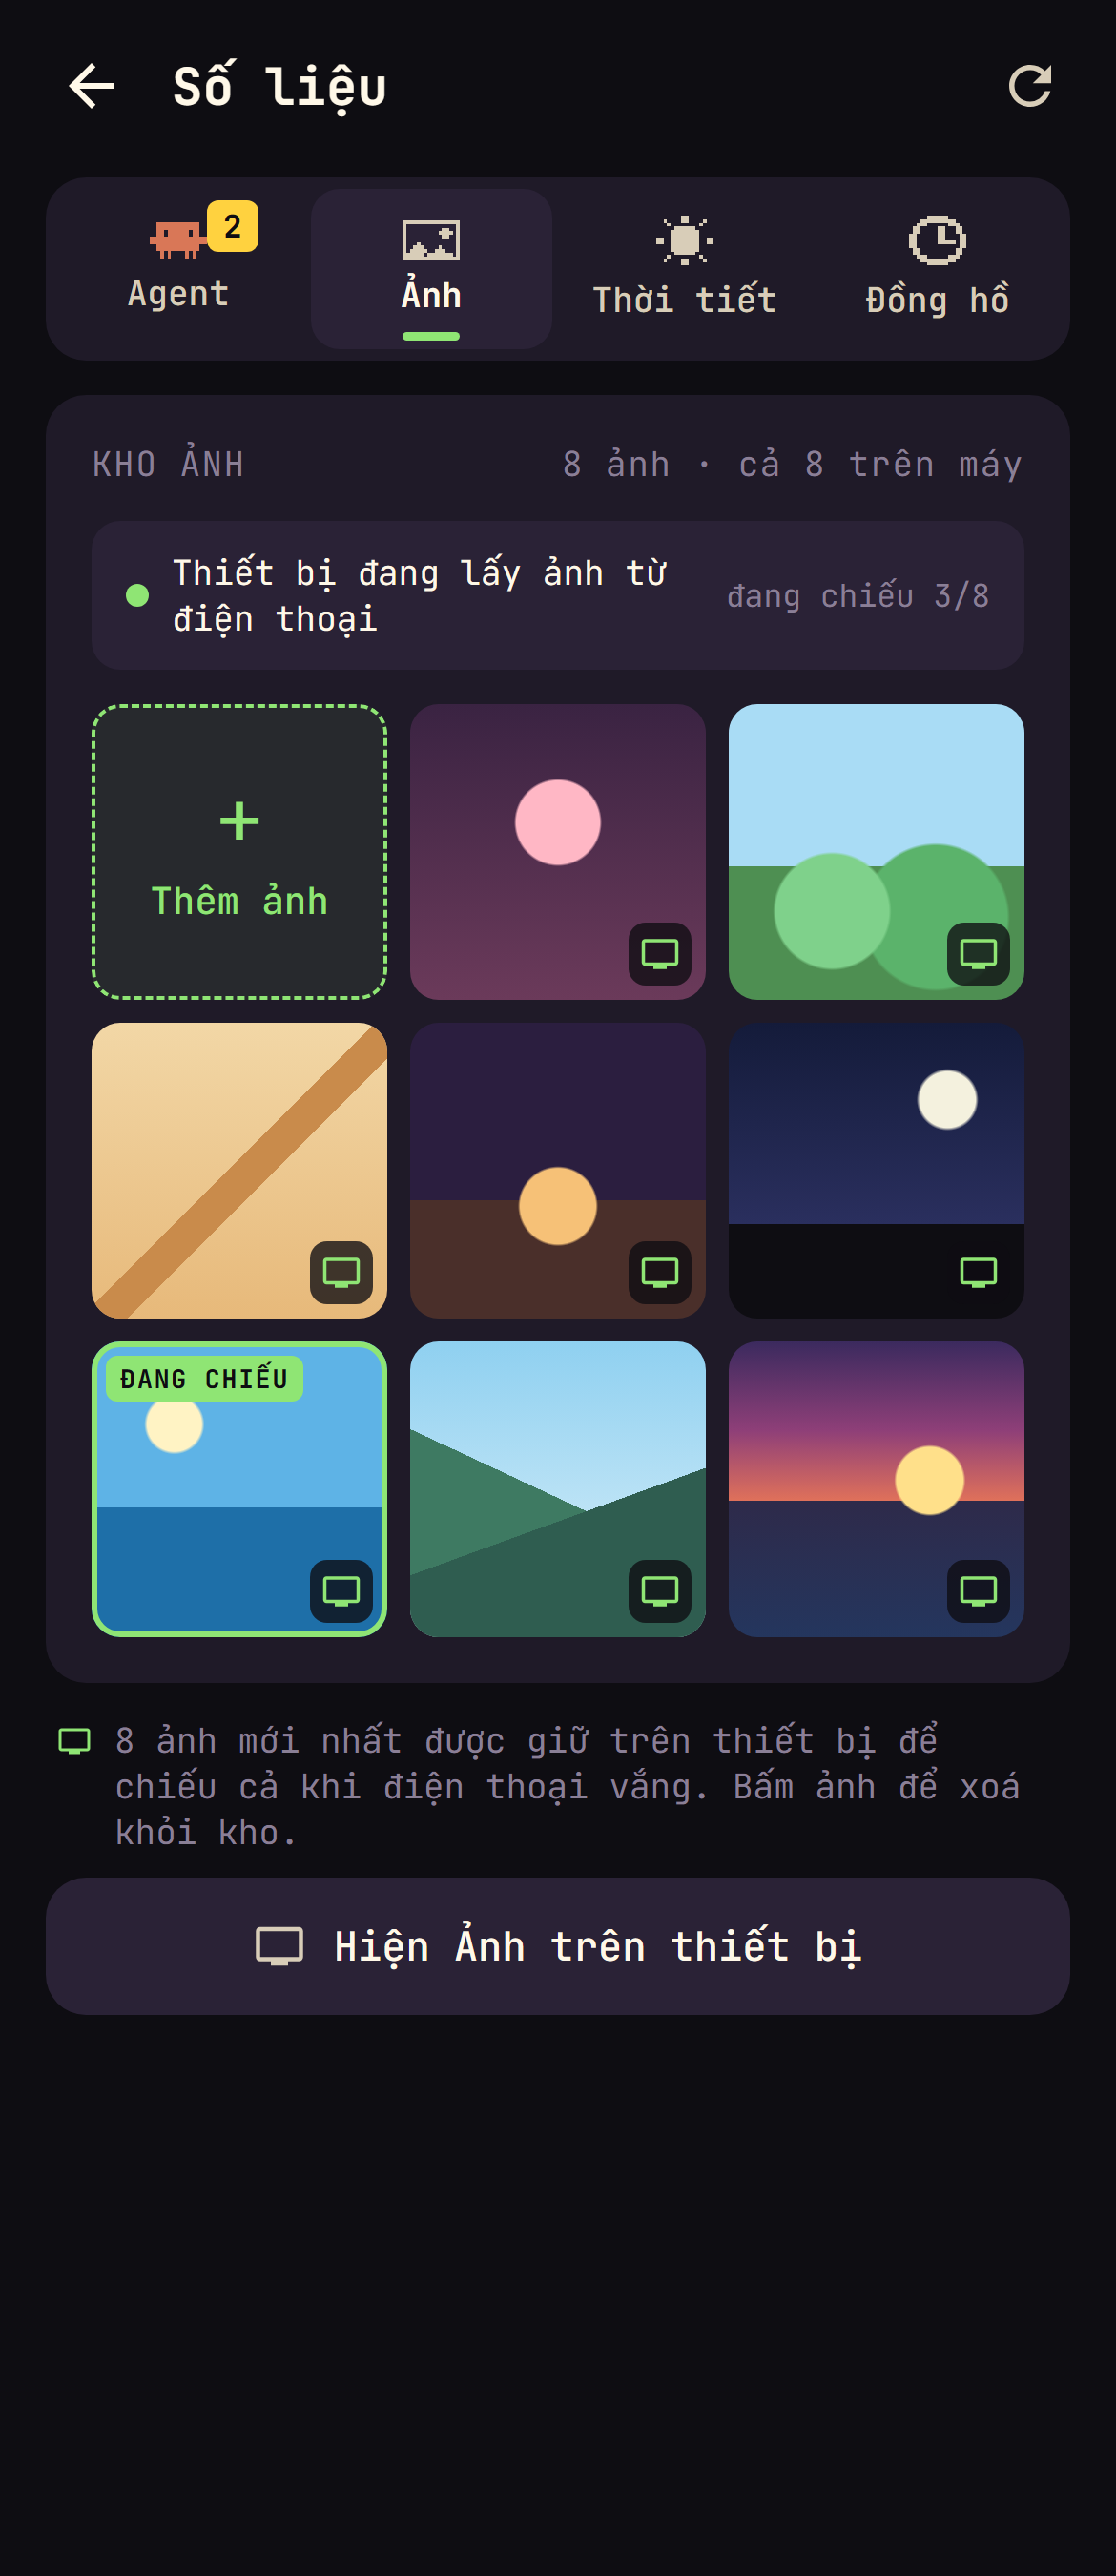 Số liệu
2
Agent
Ảnh
Thời tiết
Đồng hồ
KHO ẢNH
8 ảnh · cả 8 trên máy
Thiết bị đang lấy ảnh từ
điện thoại
đang chiếu 3/8
+
Thêm ảnh
ĐANG CHIẾU
8 ảnh mới nhất được giữ trên thiết bị để
chiếu cả khi điện thoại vắng. Bấm ảnh để xoá
khỏi kho.
Hiện Ảnh trên thiết bị